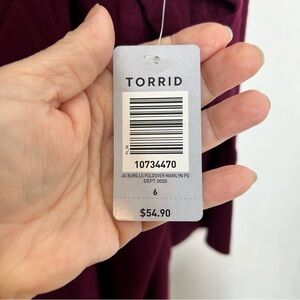 TORRID
10734470
45 BURG LS FOLDOVER MARILYN PO
DEPT 0050
6
$54.90